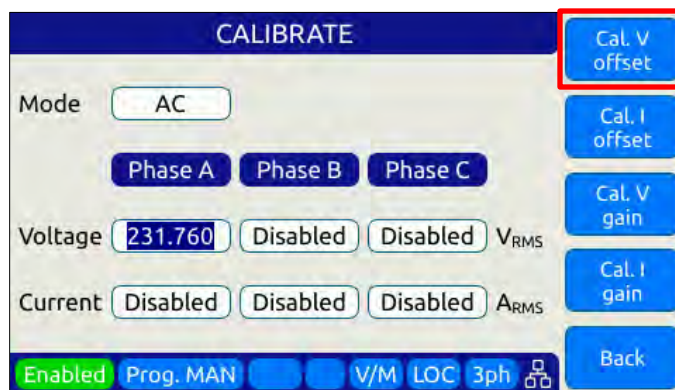 CALIBRATE
Cal. V
offset
Mode AC
Cal. I
offset
Phase A Phase B Phase C
Cal. V
gain
Voltage 231.760 Disabled Disabled VRMS
Cal. I
gain
Current Disabled Disabled Disabled ARMS
Back
Enabled Prog. MAN V/M LOC 3ph